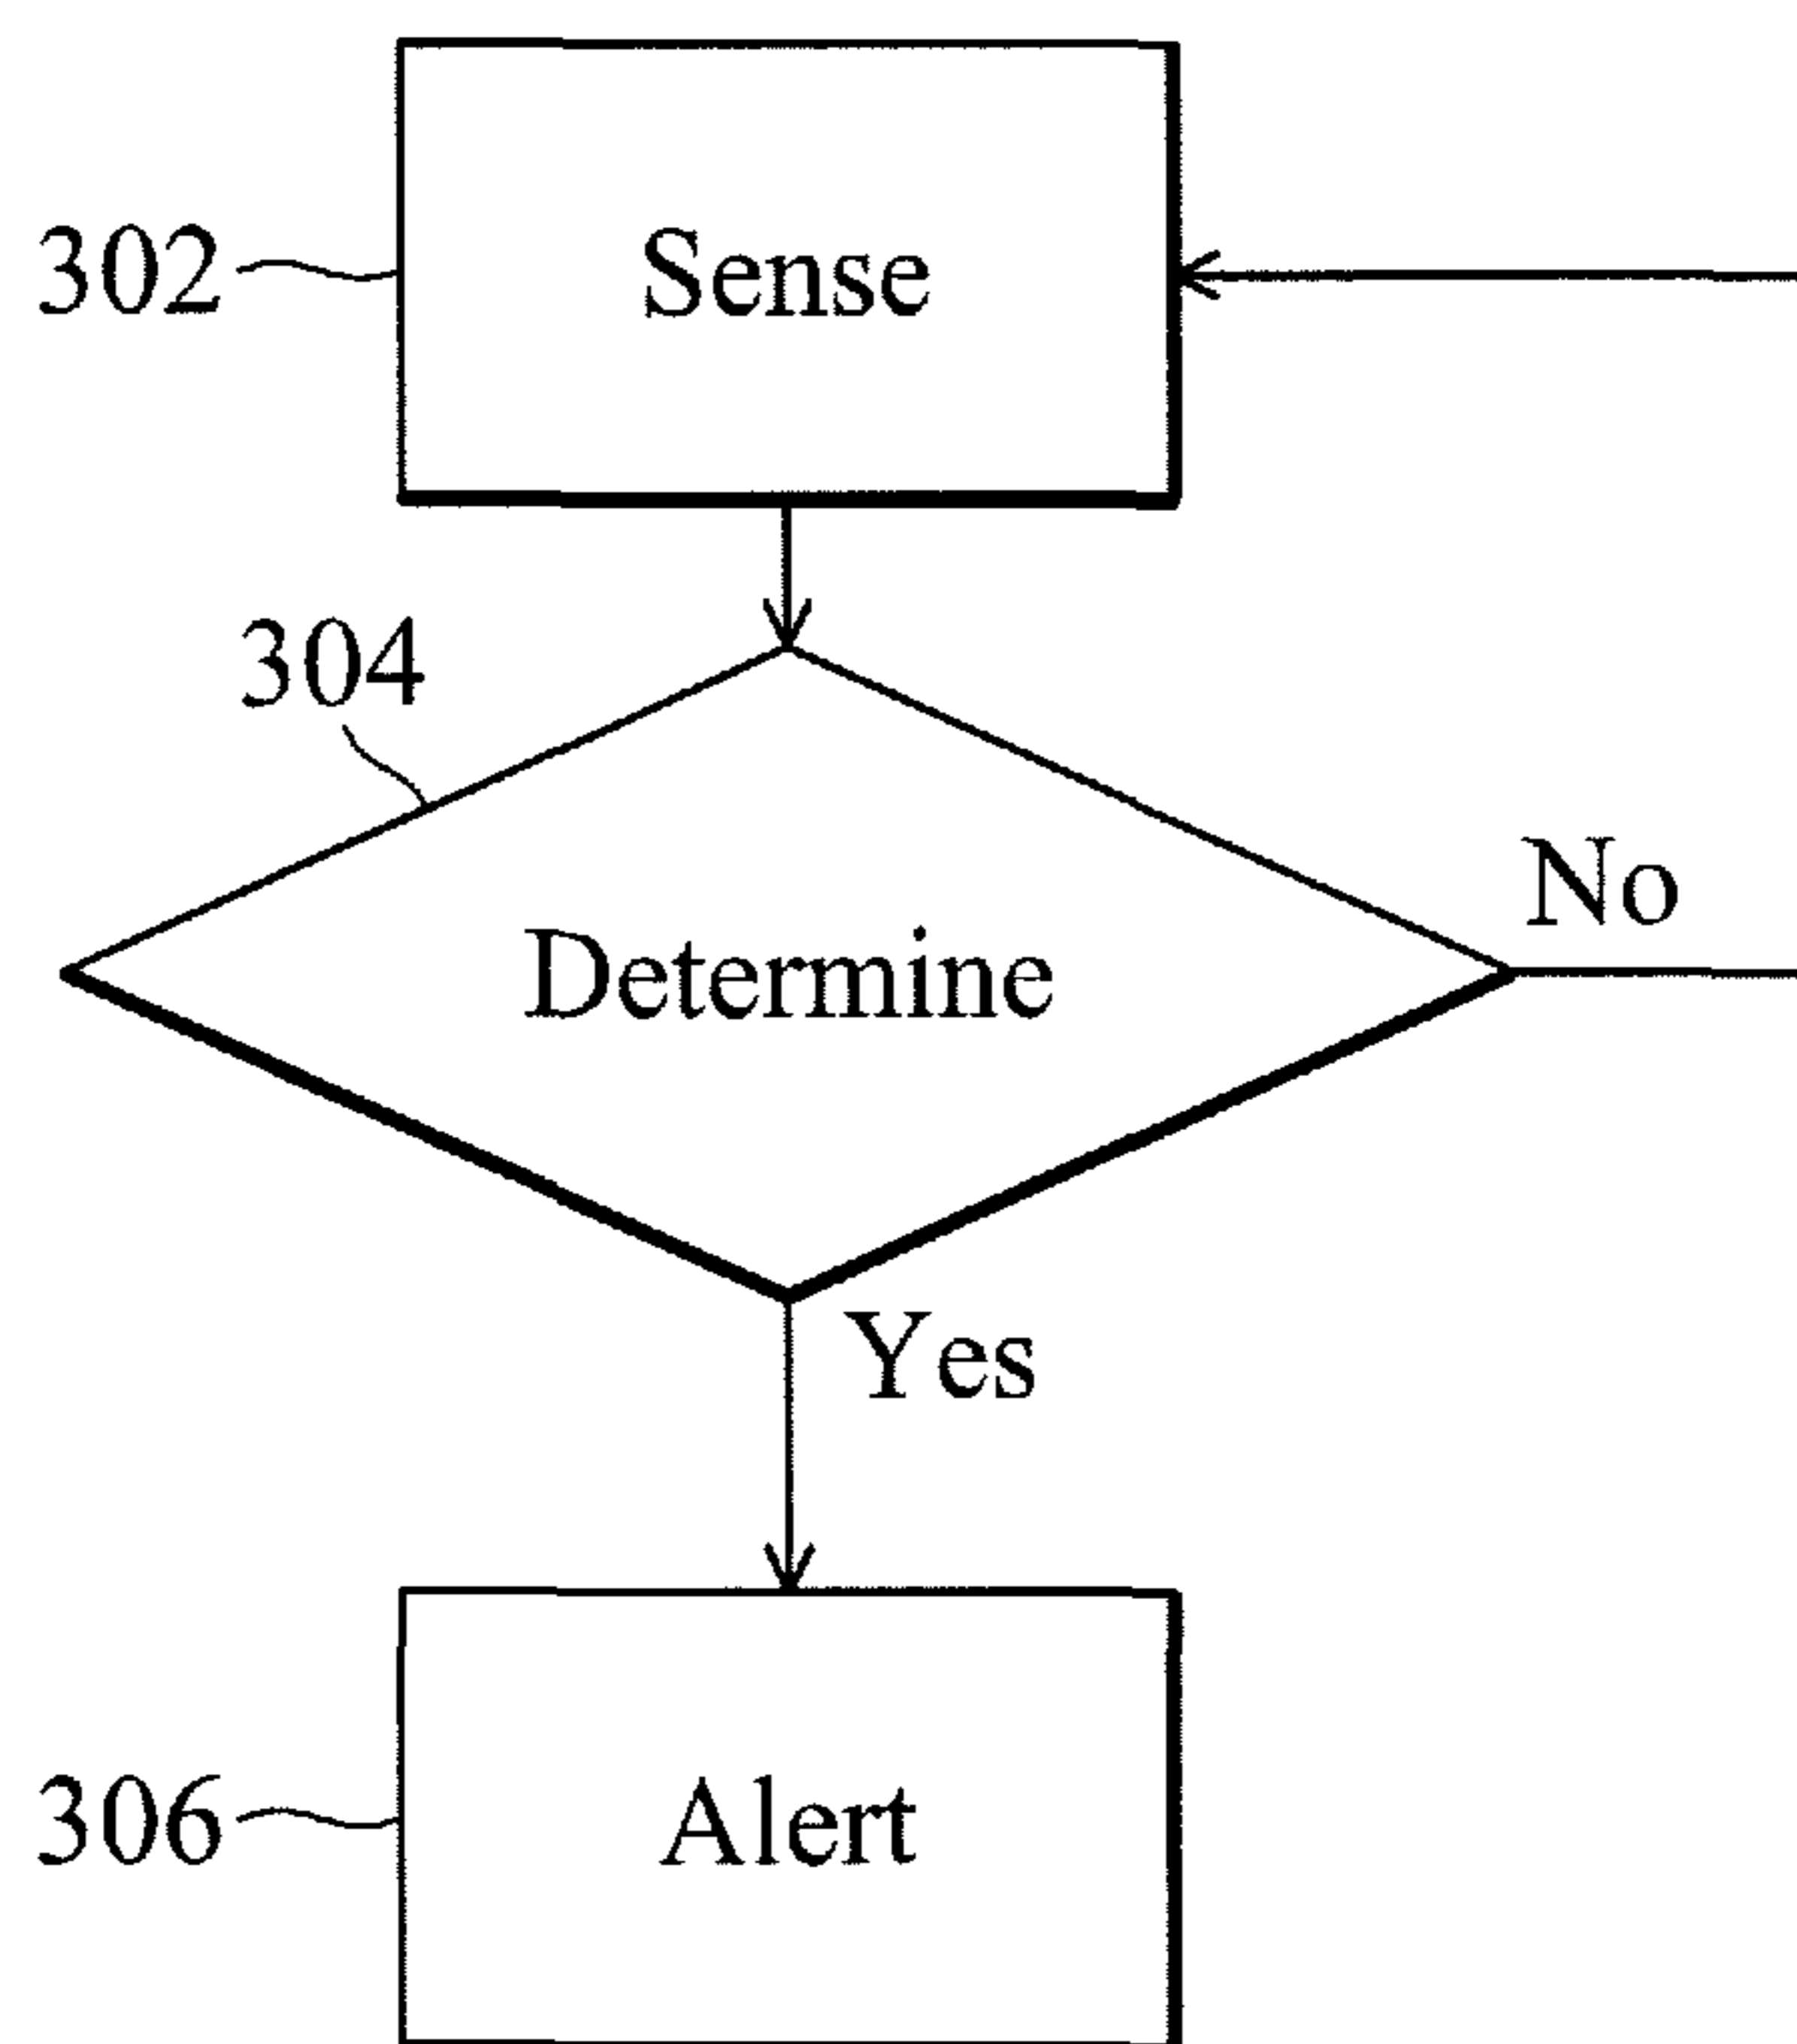 302
Sense
304
No
Determine
Yes
306
Alert